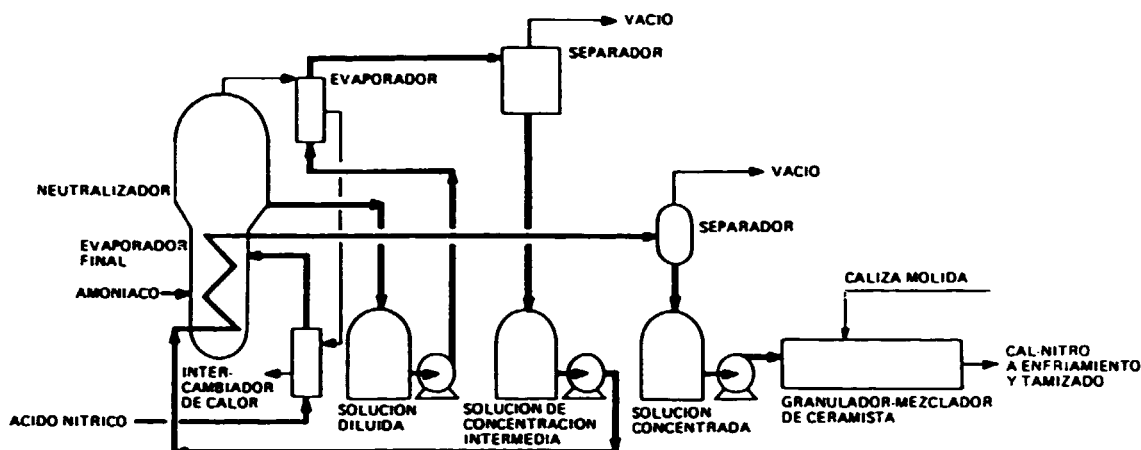 VACIO
SEPARADOR
EVAPORADOR
NEUTRALIZADOR
VACIO
SEPARADOR
EVAPORADOR
FINAL
AMONIACO
CALIZA MOLIDA
CAL-NITRO
A ENFRIAMIENTO
Y TAMIZADO
INTER-
CAMBIADOR
DE CALOR
ACIDO NITRICO
SOLUCION
DILUIDA
SOLUCION DE
CONCENTRACION
INTERMEDIA
SOLUCION
CONCENTRADA
GRANULADOR-MEZCLADOR
DE CERAMISTA